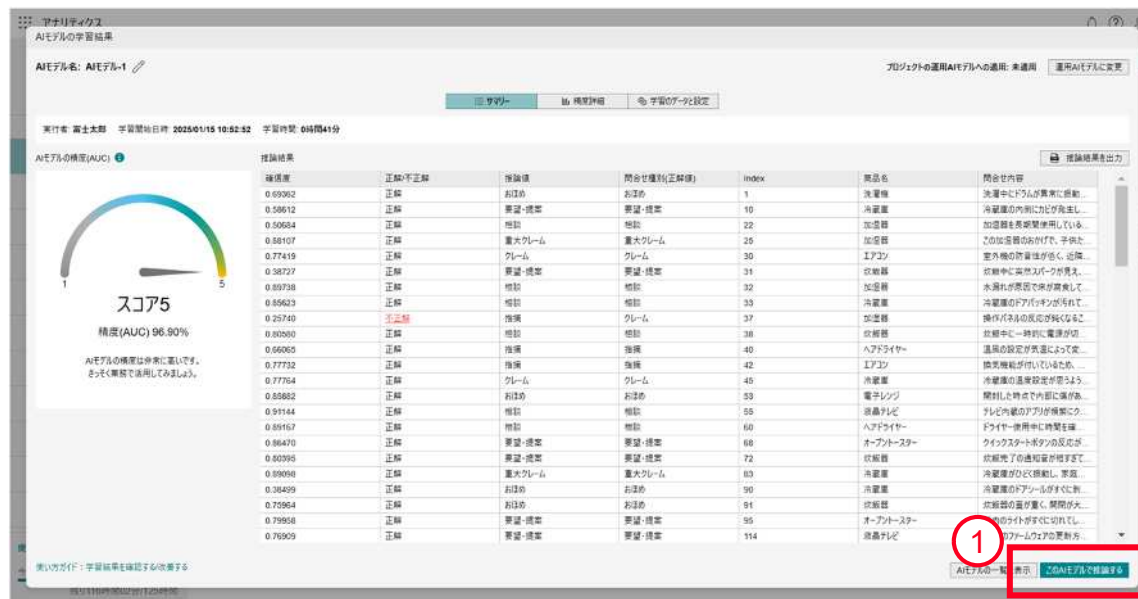 アナリティクス
AIモデルの学習結果
AIモデル名: AIモデル-1
プロジェクトの運用AIモデルへの適用: 未適用 運用AIモデルに変更
サマリー 精度詳細 学習のデータと設定
実行者: 富士太郎 学習開始日時: 2025/01/15 10:52:52 学習時間: 0時間41分
AIモデルの精度(AUC)
1 5
スコア5
精度(AUC) 96.90%
AIモデルの精度は非常に高いです。
さっそく業務で活用してみましょう。
推論結果 推論結果を出力
確信度 正解/不正解 推論値 問合せ種別(正解値) Index 商品名 問合せ内容
0.69362 正解 おほめ おほめ 1 洗濯機 洗濯中にドラムが異常に振動...
0.58612 正解 要望・提案 要望・提案 10 冷蔵庫 冷蔵庫の内側にカビが発生し...
0.50684 正解 相談 相談 22 加湿器 加湿器を長期間使用している...
0.58107 正解 重大クレーム 重大クレーム 25 加湿器 この加湿器のおかげで、子供た...
0.77419 正解 クレーム クレーム 30 エアコン 室外機の防音性が低く、近隣...
0.38727 正解 要望・提案 要望・提案 31 炊飯器 炊飯中に突然スパークが見え、...
0.89738 正解 相談 相談 32 加湿器 水漏れが原因で床が腐食して...
0.85623 正解 相談 相談 33 冷蔵庫 冷蔵庫のドアパッキンが汚れて...
0.25740 不正解 指摘 クレーム 37 加湿器 操作パネルの反応が鈍くなるこ...
0.80580 正解 相談 相談 38 炊飯器 炊飯中に一時的に電源が切...
0.66065 正解 指摘 指摘 40 ヘアドライヤー 温風の設定が気温によって変...
0.77732 正解 指摘 指摘 42 エアコン 換気機能が付いているため、...
0.77764 正解 クレーム クレーム 45 冷蔵庫 冷蔵庫の温度設定が思うよう...
0.85882 正解 おほめ おほめ 53 電子レンジ 開封した時点で内部に傷があ...
0.91144 正解 相談 相談 55 液晶テレビ テレビ内蔵のアプリが頻繁にク...
0.89167 正解 相談 相談 60 ヘアドライヤー ドライヤー使用中に時間を確...
0.86470 正解 要望・提案 要望・提案 68 オーブントースター クイックスタートボタンの反応が...
0.80395 正解 要望・提案 要望・提案 72 炊飯器 炊飯完了の通知音が短すぎて...
0.89098 正解 重大クレーム 重大クレーム 83 冷蔵庫 冷蔵庫がひどく振動し、家庭...
0.38499 正解 おほめ おほめ 90 冷蔵庫 冷蔵庫のドアシールがすぐに剥...
0.75964 正解 おほめ おほめ 91 炊飯器 炊飯器の蓋が重く、開閉が大...
0.79958 正解 要望・提案 要望・提案 95 オーブントースター のライトがすぐに切れてし...
0.76909 正解 要望・提案 要望・提案 114 液晶テレビ のファームウェアの更新方...
1
使い方ガイド：学習結果を確認する/改善する
AIモデルの一覧 表示 このAIモデルで推論する
残り116時間02分/125時間